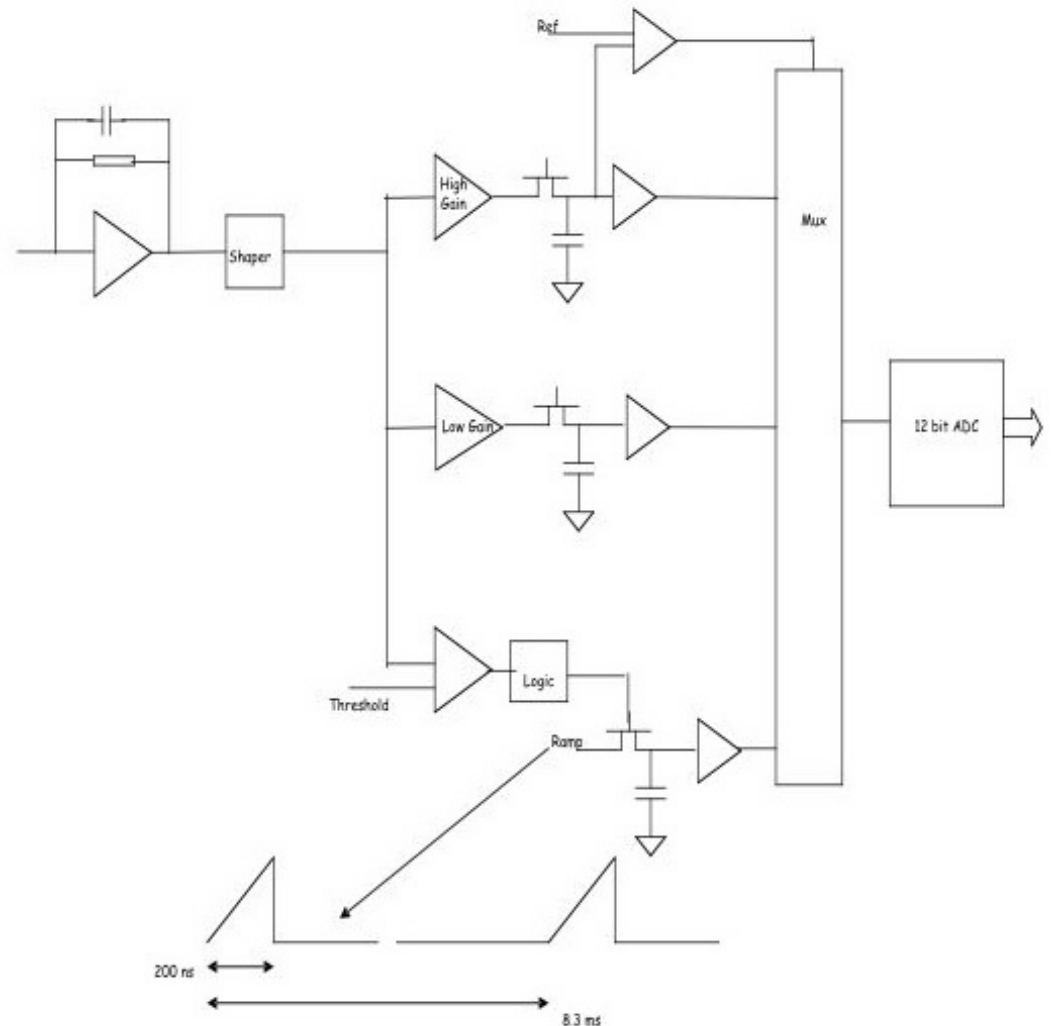 Ref
High
Gain
Mux
Shaper
Low Gain
12 bit ADC
Logic
Threshold
Ramp
200 ns
8.3 ms